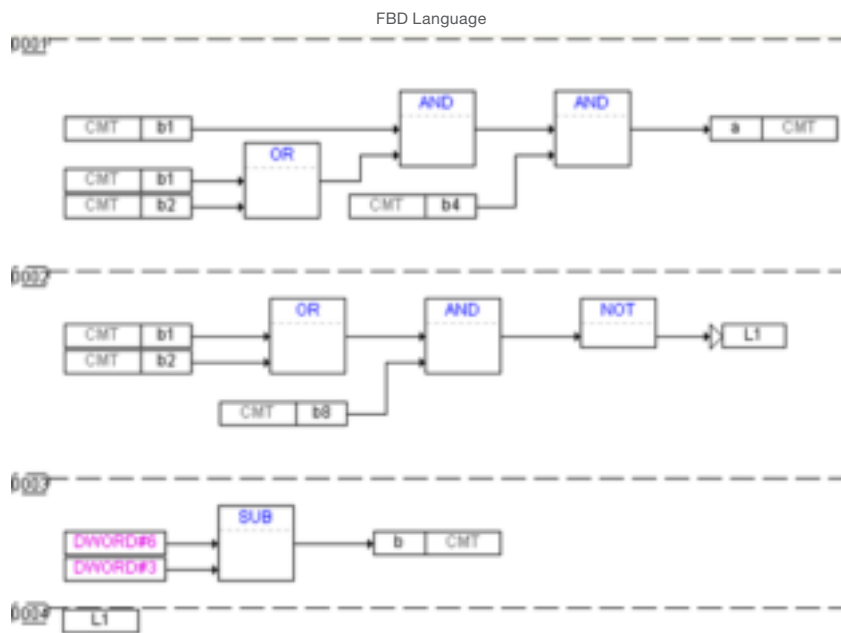 FBD Language
0001
AND AND
CMT b1 a CMT
OR
CMT b1
CMT b2 CMT b4
0002
OR AND NOT
CMT b1 L1
CMT b2
CMT b8
0003
SUB
DWORD#6 b CMT
DWORD#3
0004
L1